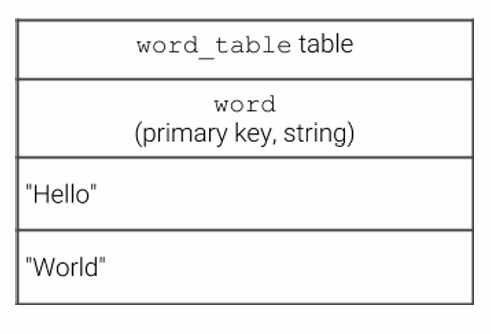 word_table table
word
(primary key, string)
"Hello"
"World"